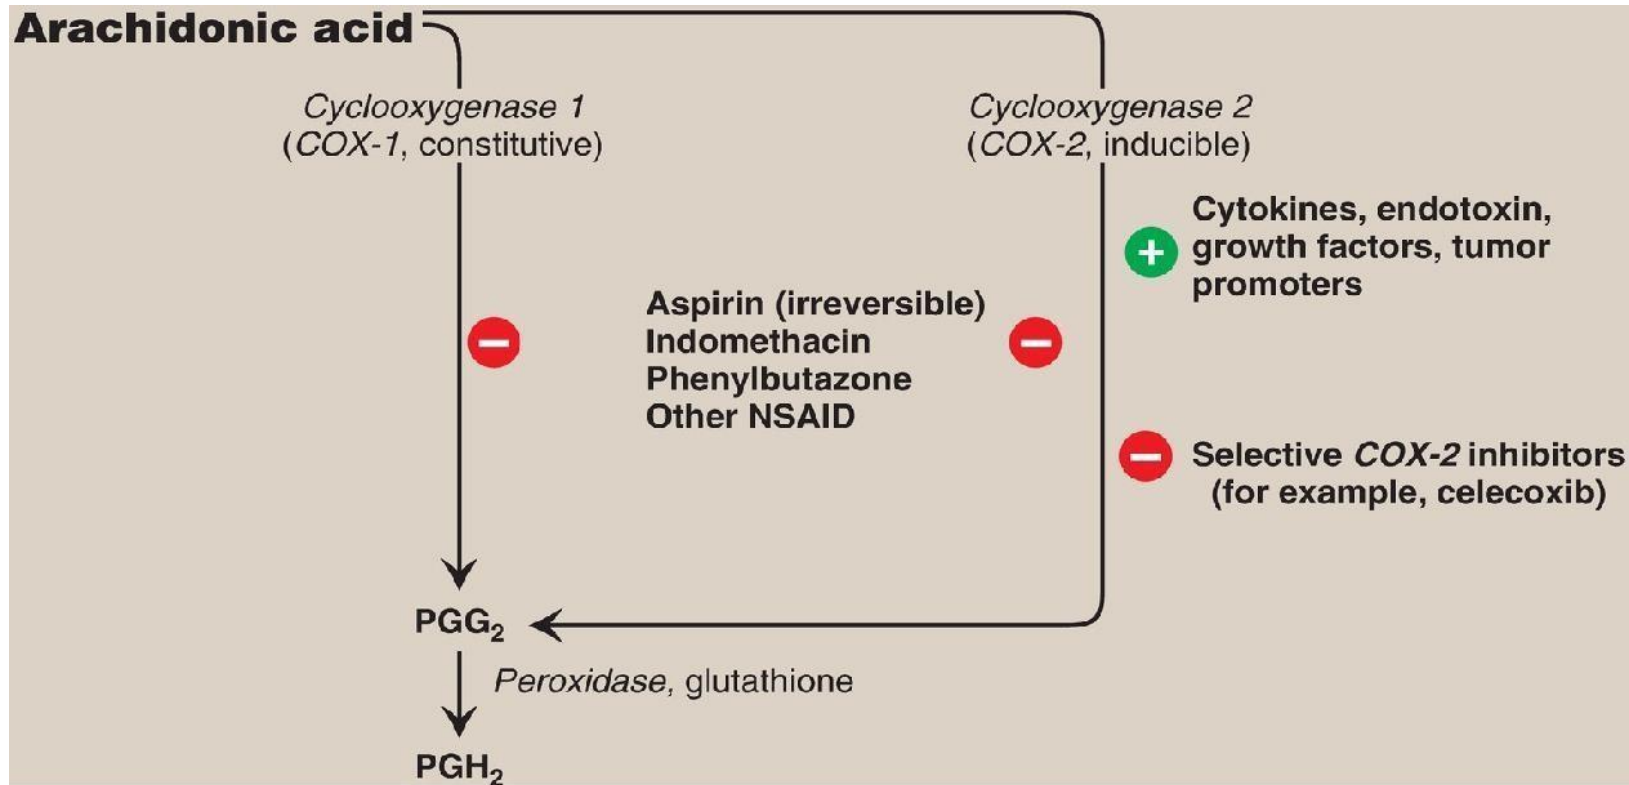 Arachidonic acid
Cyclooxygenase 1
(COX-1, constitutive)
Cyclooxygenase 2
(COX-2, inducible)
Cytokines, endotoxin,
growth factors, tumor
promoters
+
Aspirin (irreversible)
Indomethacin
Phenylbutazone
Other NSAID
−
−
−
Selective COX-2 inhibitors
(for example, celecoxib)
PGG₂
Peroxidase, glutathione
PGH₂